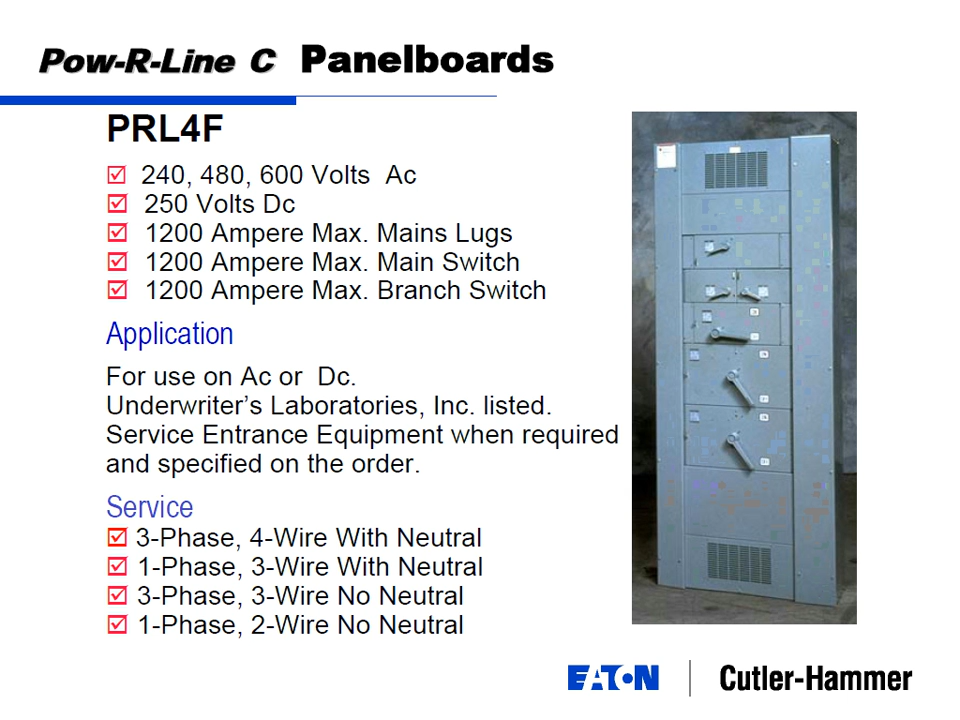 Pow-R-Line C Panelboards
PRL4F
240, 480, 600 Volts Ac
250 Volts Dc
1200 Ampere Max. Mains Lugs
1200 Ampere Max. Main Switch
1200 Ampere Max. Branch Switch
Application
For use on Ac or Dc.
Underwriter's Laboratories, Inc. listed.
Service Entrance Equipment when required
and specified on the order.
Service
3-Phase, 4-Wire With Neutral
1-Phase, 3-Wire With Neutral
3-Phase, 3-Wire No Neutral
1-Phase, 2-Wire No Neutral
EATON
Cutler-Hammer